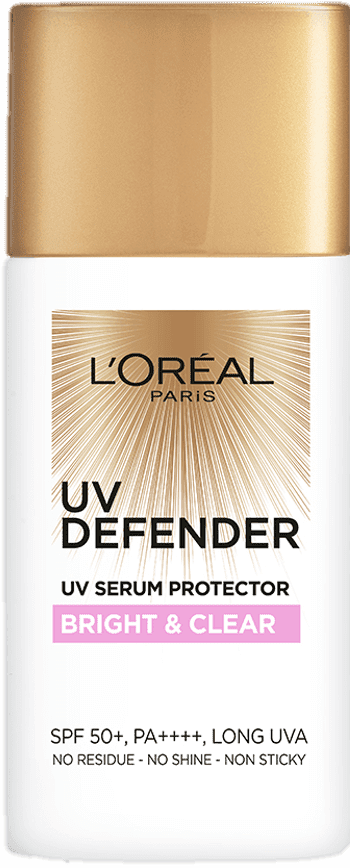 L'ORÉAL
PARiS
UV
DEFENDER
UV SERUM PROTECTOR
BRIGHT & CLEAR
SPF 50+, PA++++, LONG UVA
NO RESIDUE - NO SHINE - NON STICKY